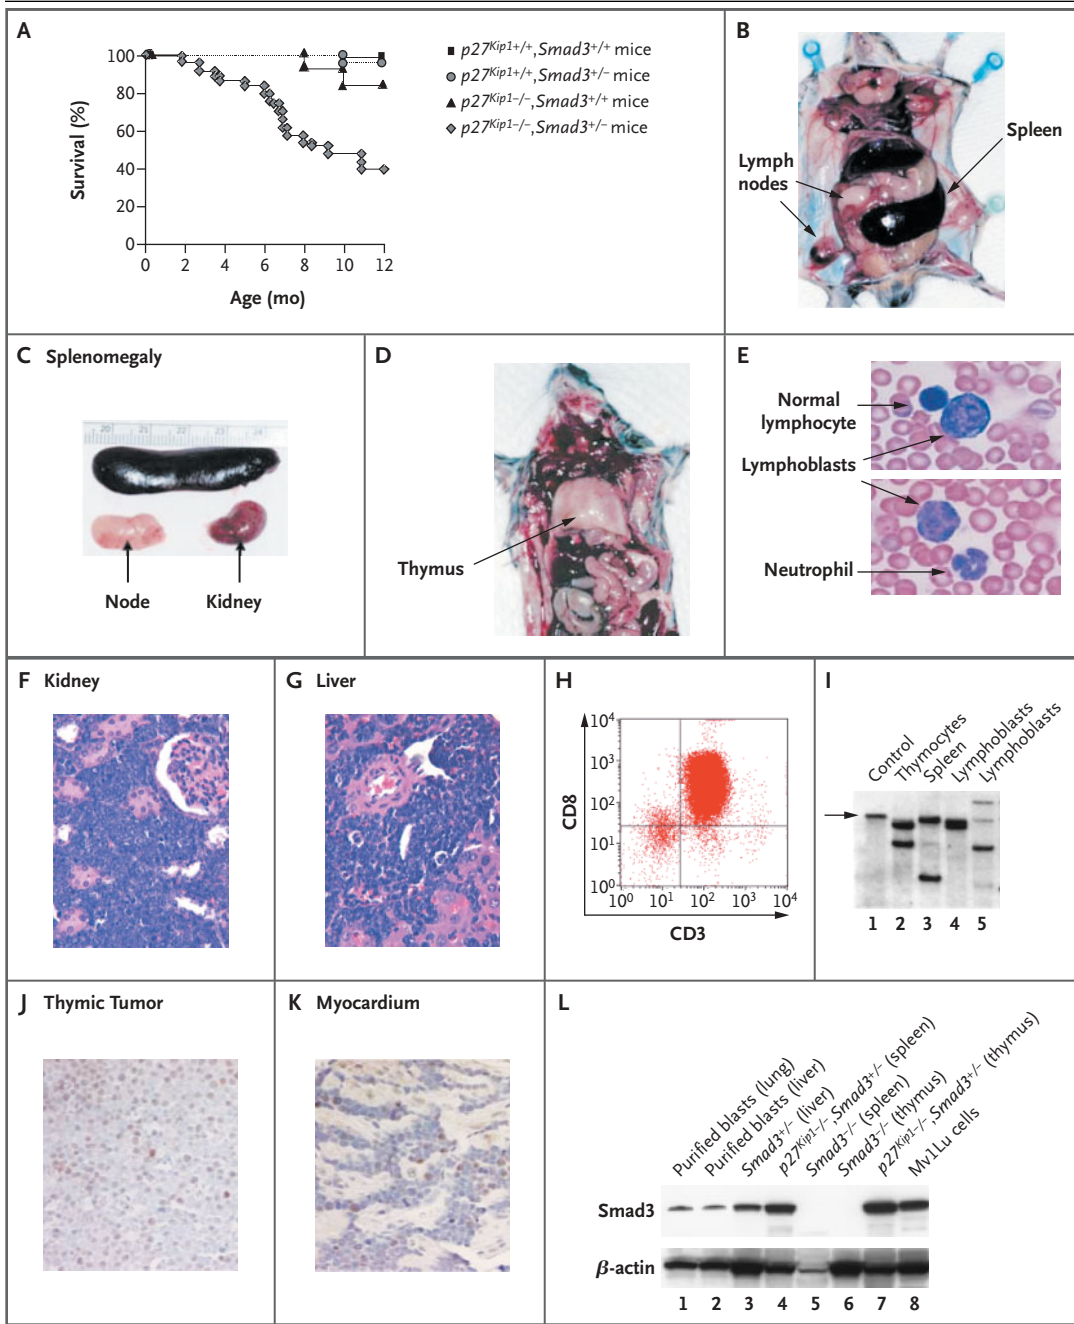 A
100
80
60
40
20
0
Survival (%)
0 2 4 6 8 10 12
Age (mo)
p27Kip1+/+,Smad3+/+ mice
p27Kip1+/+,Smad3+/− mice
p27Kip1−/−,Smad3+/+ mice
p27Kip1−/−,Smad3+/− mice
B
Lymph
nodes
Spleen
C Splenomegaly
20 21 22 23 24
Node
Kidney
D
Thymus
E
Normal
lymphocyte
Lymphoblasts
Neutrophil
F Kidney
G Liver
H
10⁴
10³
10²
10¹
10⁰
CD8
10⁰ 10¹ 10² 10³ 10⁴
CD3
I
Control
Thymocytes
Spleen
Lymphoblasts
Lymphoblasts
1 2 3 4 5
J Thymic Tumor
K Myocardium
L
Purified blasts (lung)
Purified blasts (liver)
Smad3+/− (liver)
p27Kip1−/−, Smad3+/− (spleen)
Smad3−/− (spleen)
Smad3−/− (thymus)
p27Kip1−/−, Smad3+/− (thymus)
Mv1Lu cells
Smad3
β-actin
1 2 3 4 5 6 7 8